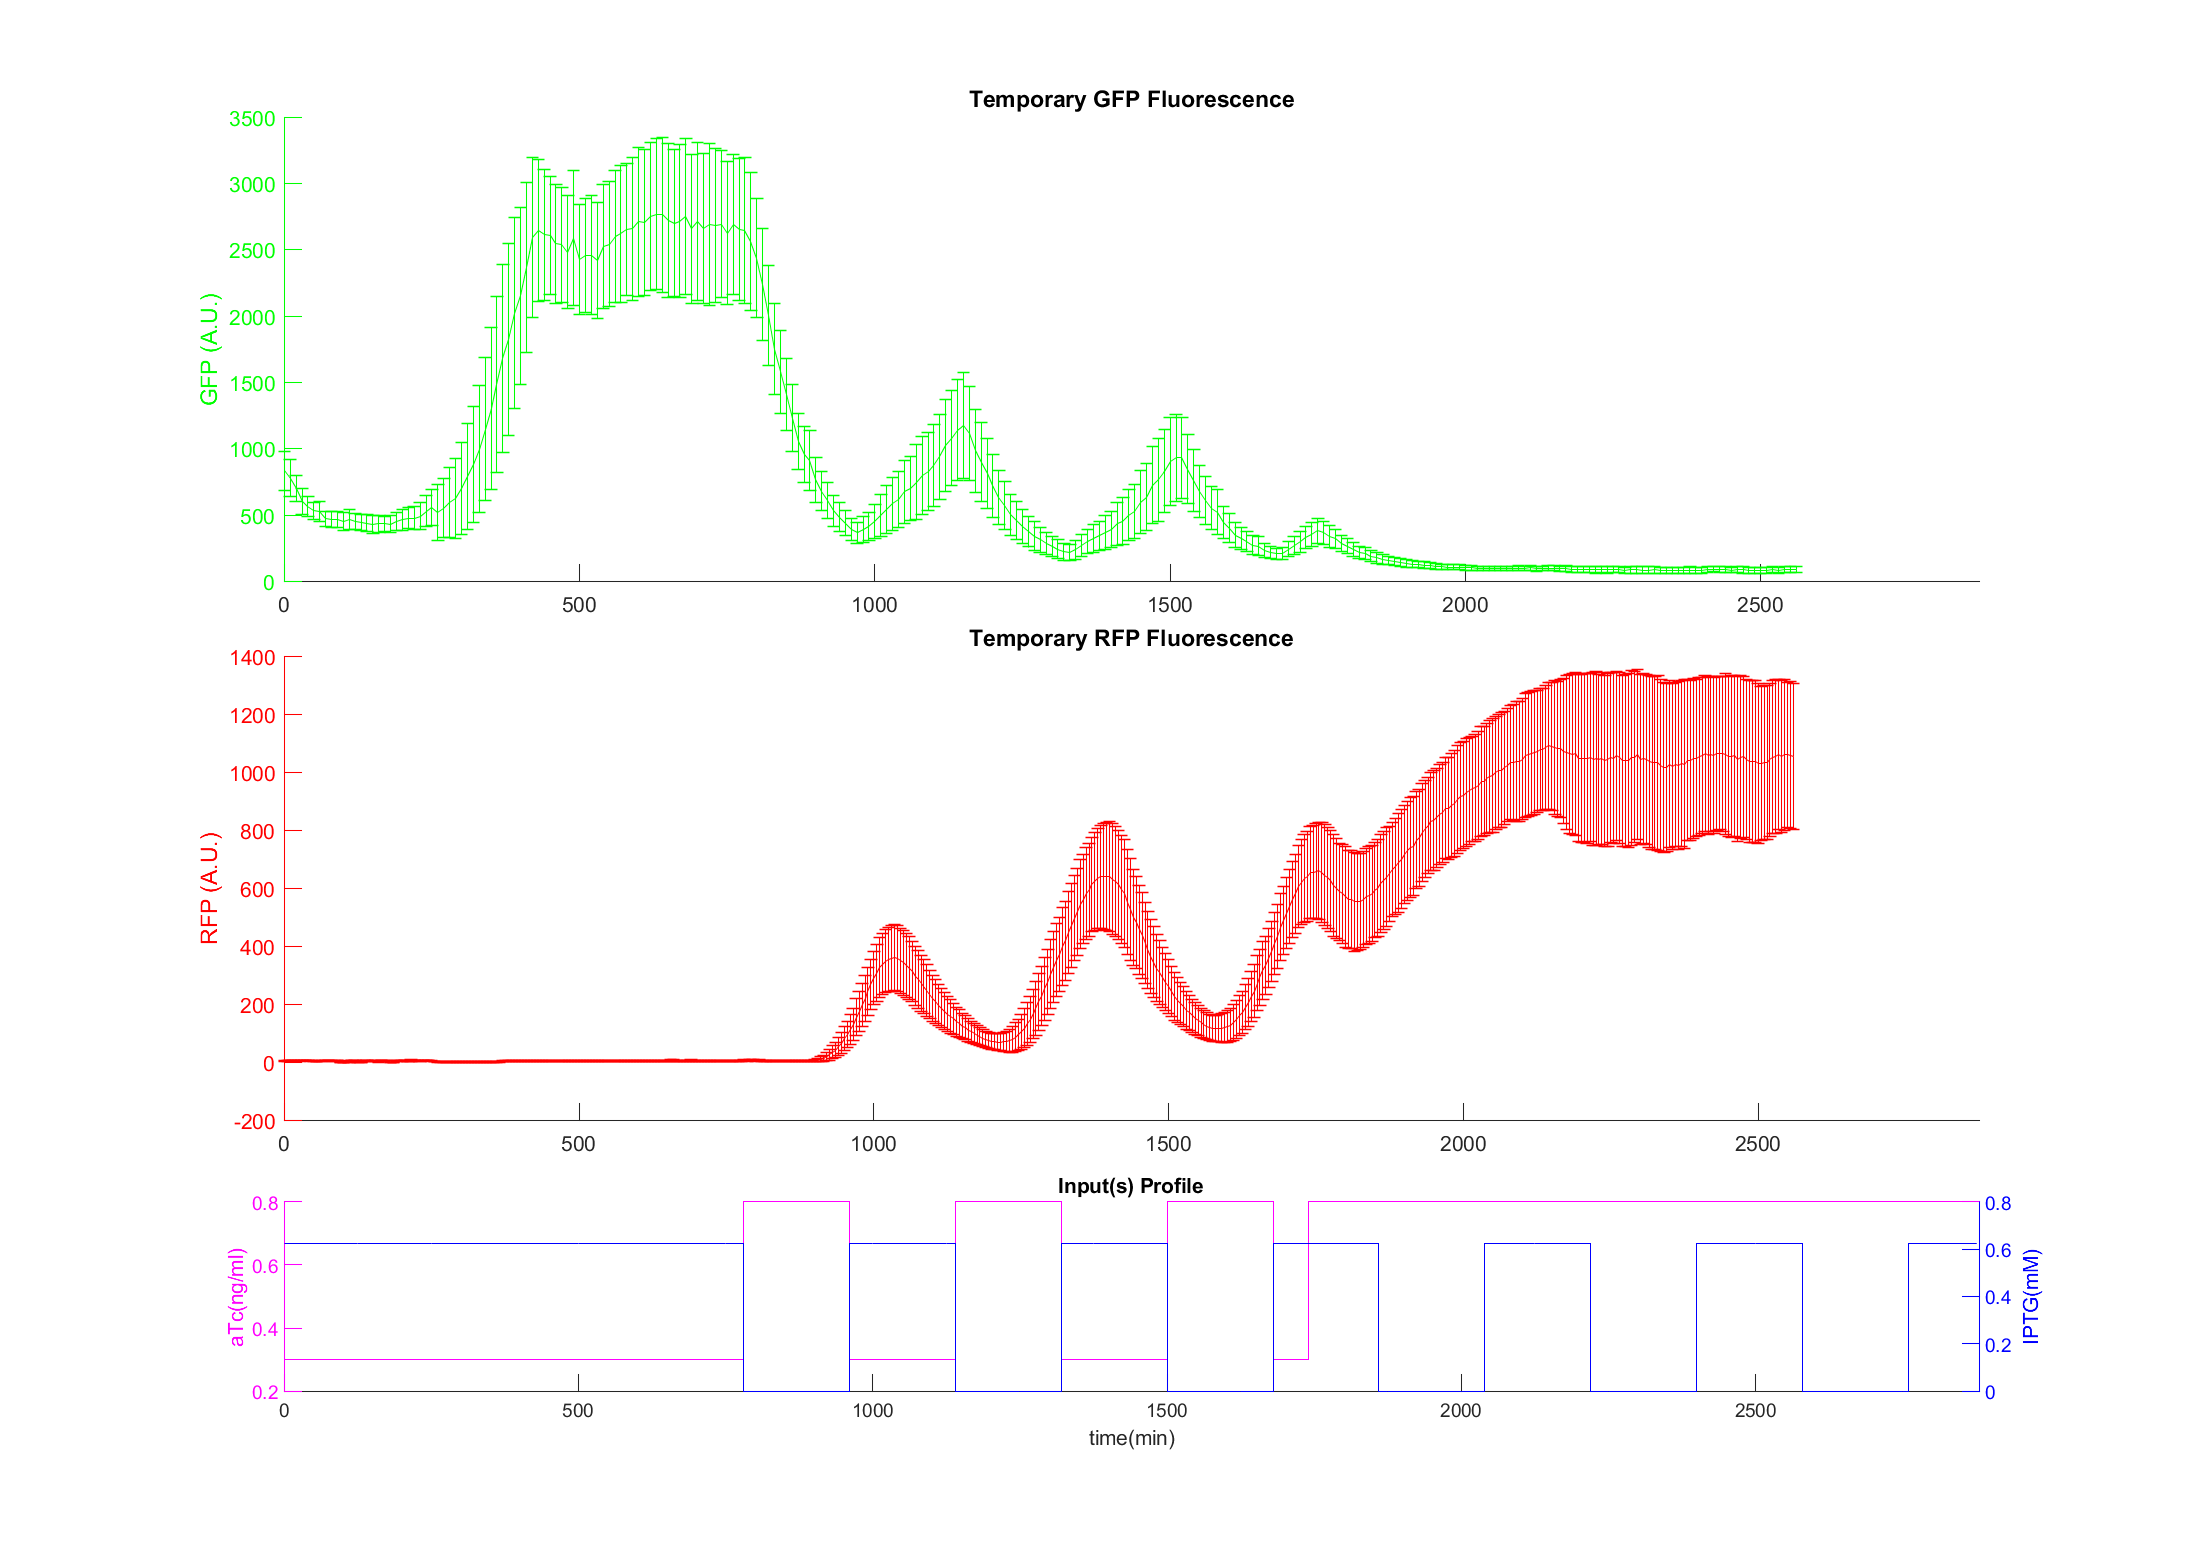 Temporary GFP Fluorescence
GFP (A.U.)
3500
3000
2500
2000
1500
1000
500
0
0 500 1000 1500 2000 2500
Temporary RFP Fluorescence
RFP (A.U.)
1400
1200
1000
800
600
400
200
0
-200
0 500 1000 1500 2000 2500
Input(s) Profile
aTc(ng/ml)
0.8
0.6
0.4
0.2
0.8
0.6
0.4
0.2
0
IPTG(mM)
0 500 1000 1500 2000 2500
time(min)